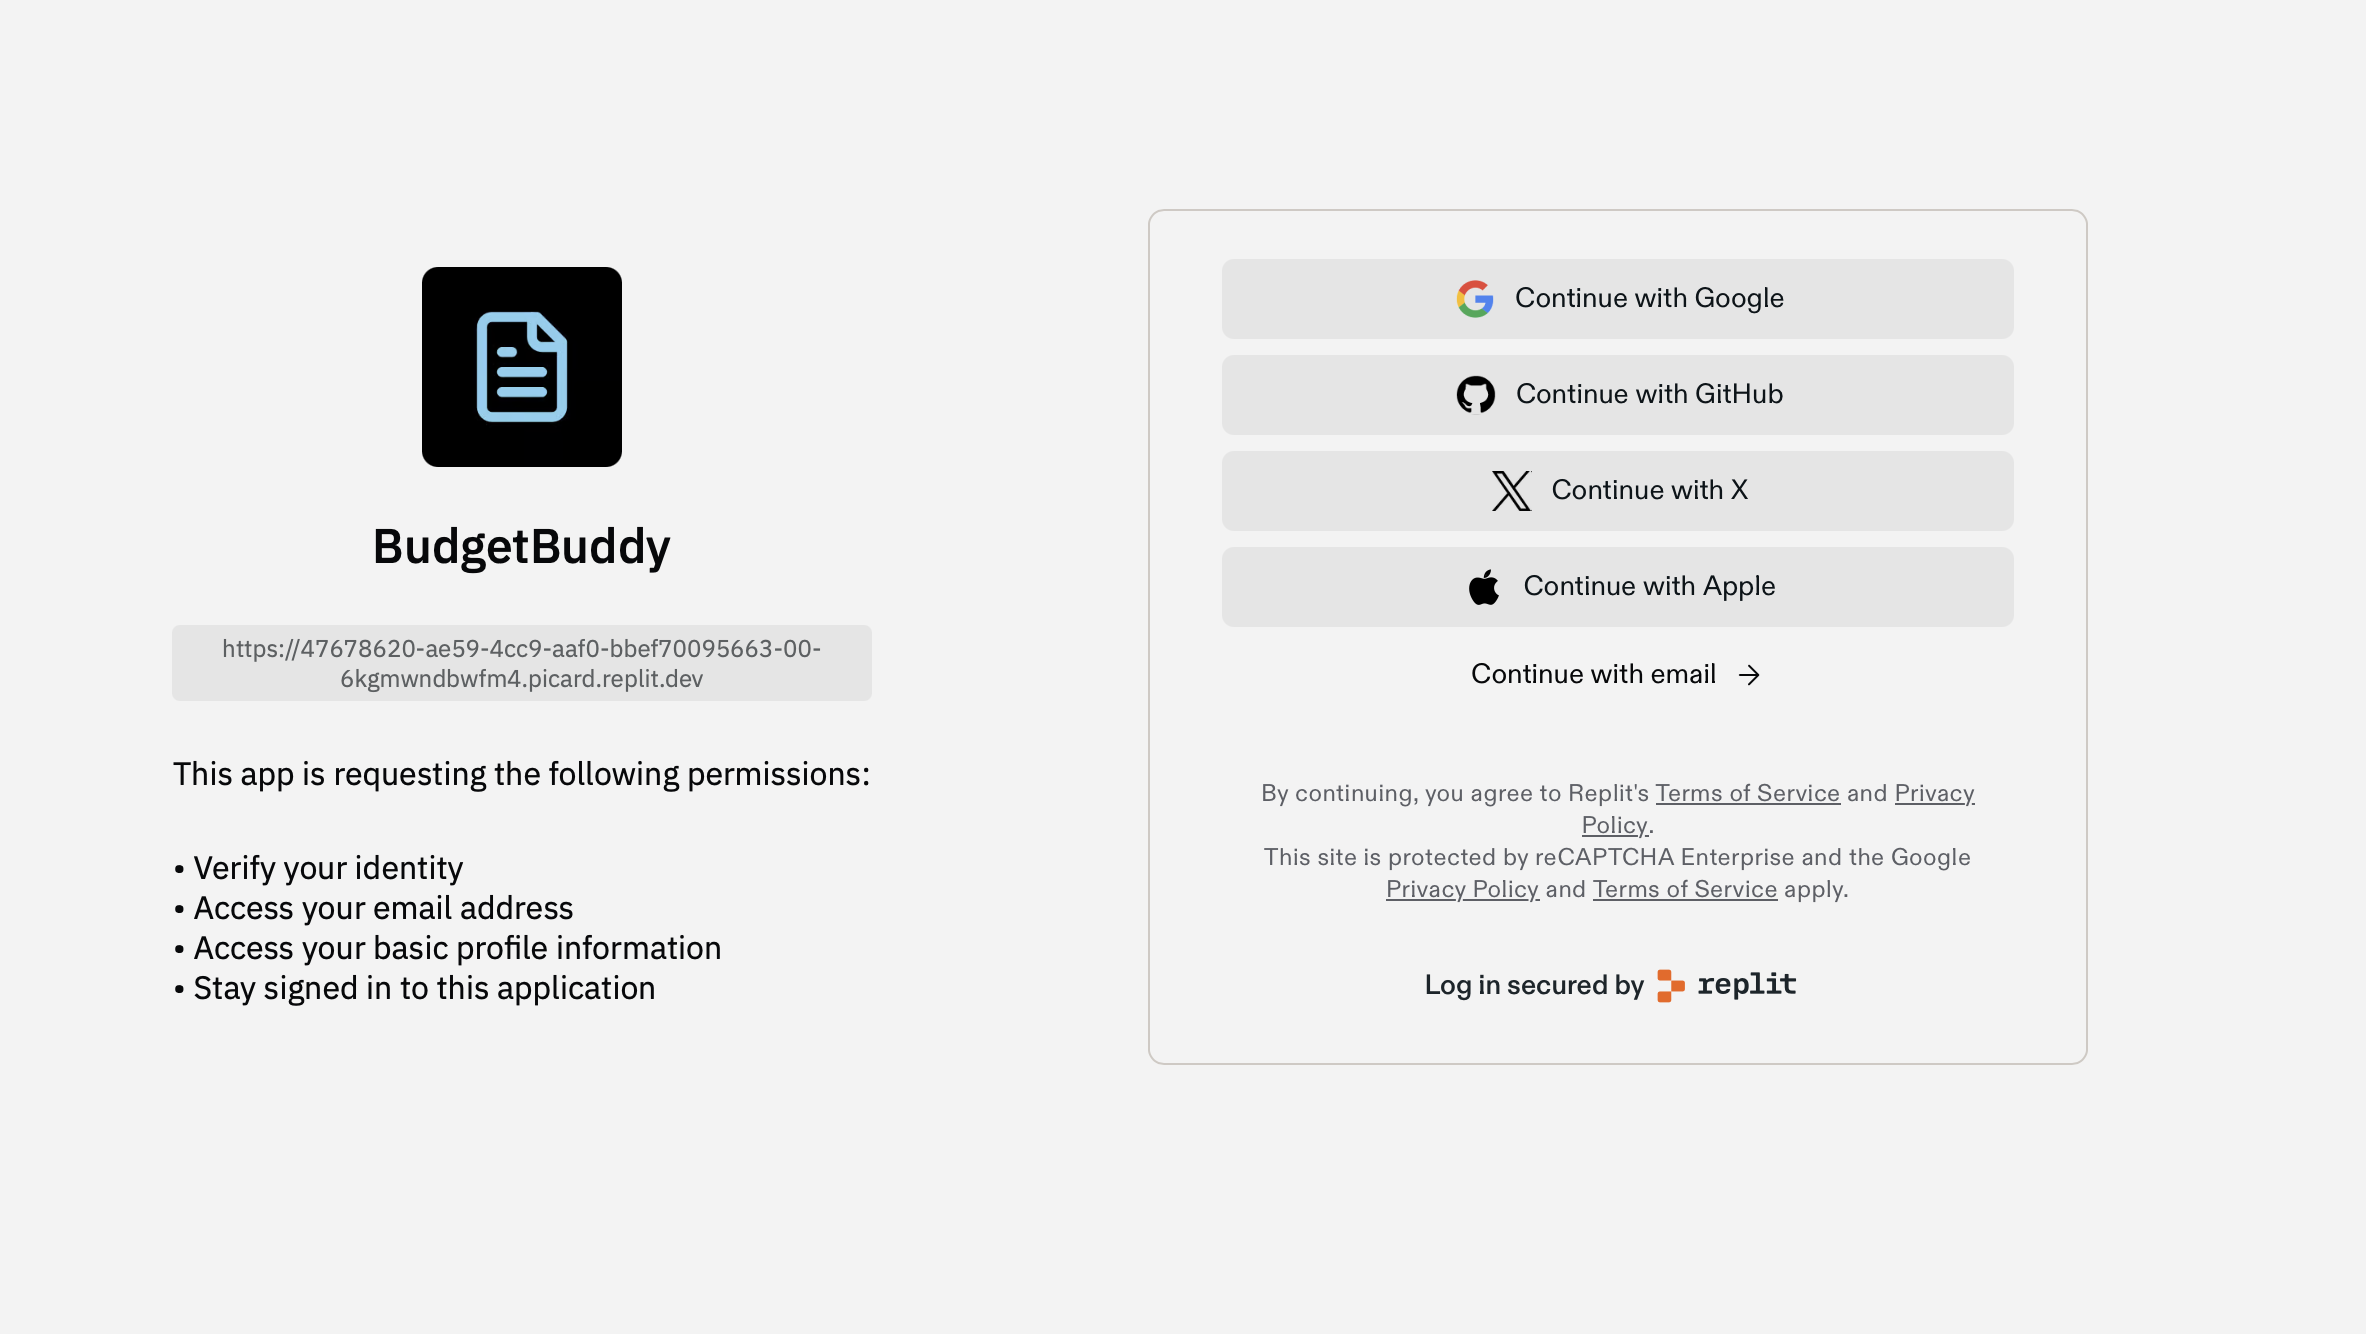 BudgetBuddy
https://47678620-ae59-4cc9-aaf0-bbef70095663-00-
6kgmwndbwfm4.picard.replit.dev
This app is requesting the following permissions:
• Verify your identity
• Access your email address
• Access your basic profile information
• Stay signed in to this application
Continue with Google
Continue with GitHub
Continue with X
Continue with Apple
Continue with email →
By continuing, you agree to Replit's Terms of Service and Privacy
Policy.
This site is protected by reCAPTCHA Enterprise and the Google
Privacy Policy and Terms of Service apply.
Log in secured by replit